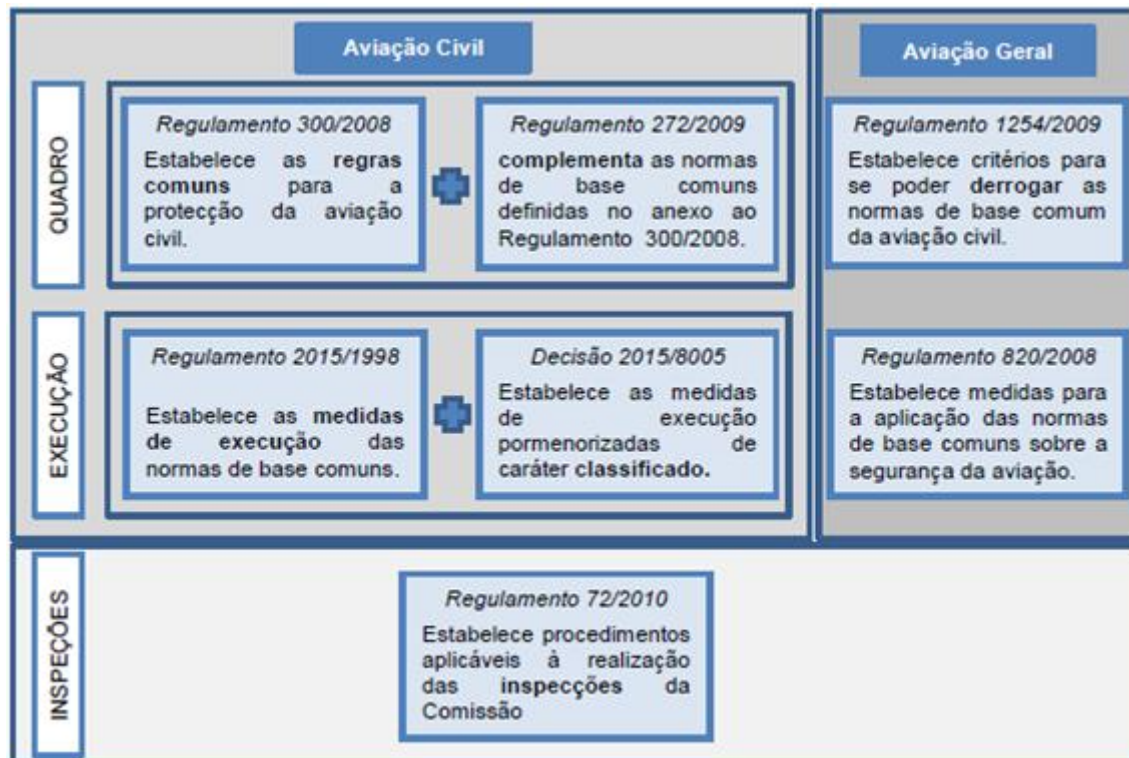 Aviação Civil
Aviação Geral
QUADRO
Regulamento 300/2008
Estabelece as regras
comuns para a
protecção da aviação
civil.
Regulamento 272/2009
complementa as normas
de base comuns
definidas no anexo ao
Regulamento 300/2008.
Regulamento 1254/2009
Estabelece critérios para
se poder derrogar as
normas de base comum
da aviação civil.
EXECUÇÃO
Regulamento 2015/1998
Estabelece as medidas
de execução das
normas de base comuns.
Decisão 2015/8005
Estabelece as medidas
de execução
pormenorizadas de
caráter classificado.
Regulamento 820/2008
Estabelece medidas para
a aplicação das normas
de base comuns sobre a
segurança da aviação.
INSPEÇÕES
Regulamento 72/2010
Estabelece procedimentos
aplicáveis à realização
das inspecções da
Comissão